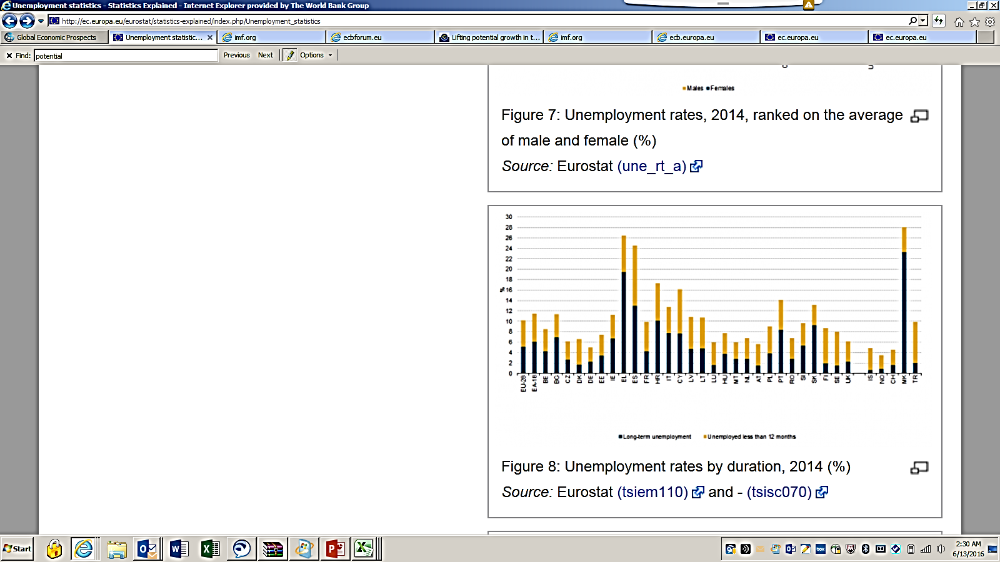 Unemployment statistics - Statistics Explained - Internet Explorer provided by The World Bank Group
http://ec.europa.eu/eurostat/statistics-explained/index.php/Unemployment_statistics
Global Economic Prospects
Unemployment statistic...
imf.org
ecbforum.eu
Lifting potential growth in t...
imf.org
ecb.europa.eu
ec.europa.eu
ec.europa.eu
Find: potential Previous Next Options
Males Females
Figure 7: Unemployment rates, 2014, ranked on the average
of male and female (%)
Source: Eurostat (une_rt_a)
30
28
26
24
22
20
18
% 16
14
12
10
8
6
4
2
0
EU-28 EA-18 BE BG CZ DK DE EE IE EL ES FR HR IT CY LV LT LU HU MT NL AT PL PT RO SI SK FI SE UK IS NO CH MK TR
Long-term unemployment Unemployed less than 12 months
Figure 8: Unemployment rates by duration, 2014 (%)
Source: Eurostat (tsiem110) and - (tsisc070)
Start
2:30 AM
6/13/2016